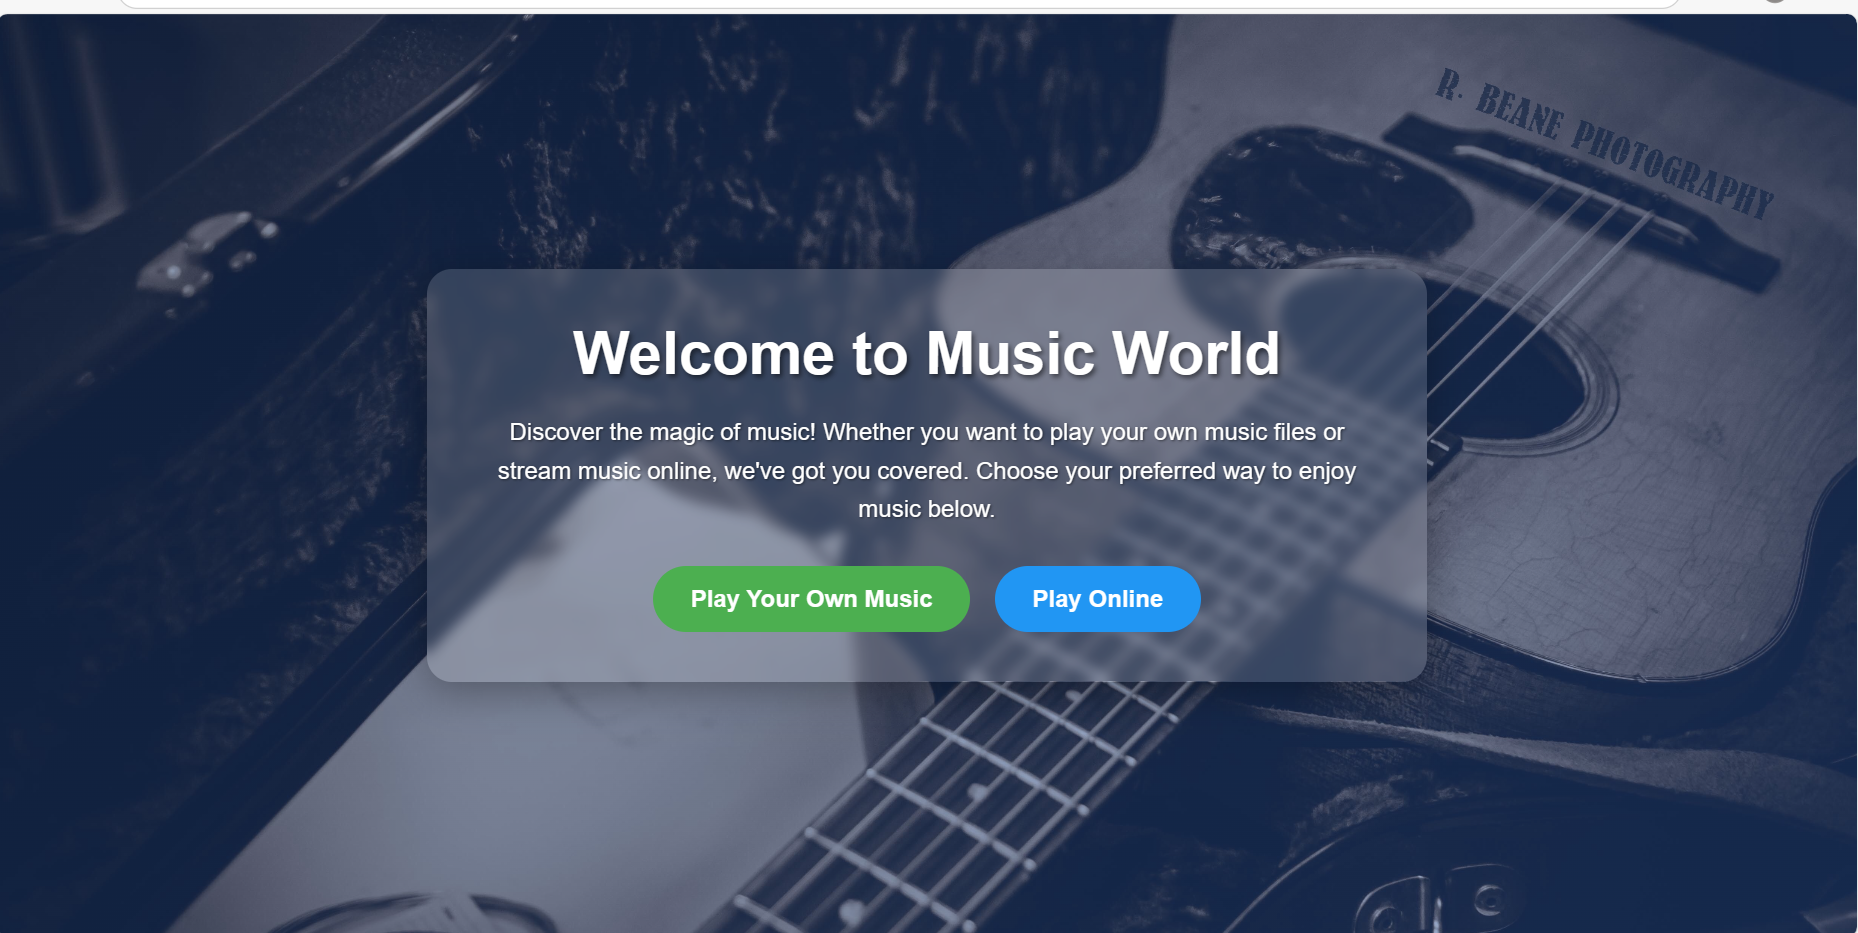 R. BEANE PHOTOGRAPHY
Welcome to Music World
Discover the magic of music! Whether you want to play your own music files or
stream music online, we've got you covered. Choose your preferred way to enjoy
music below.
Play Your Own Music
Play Online